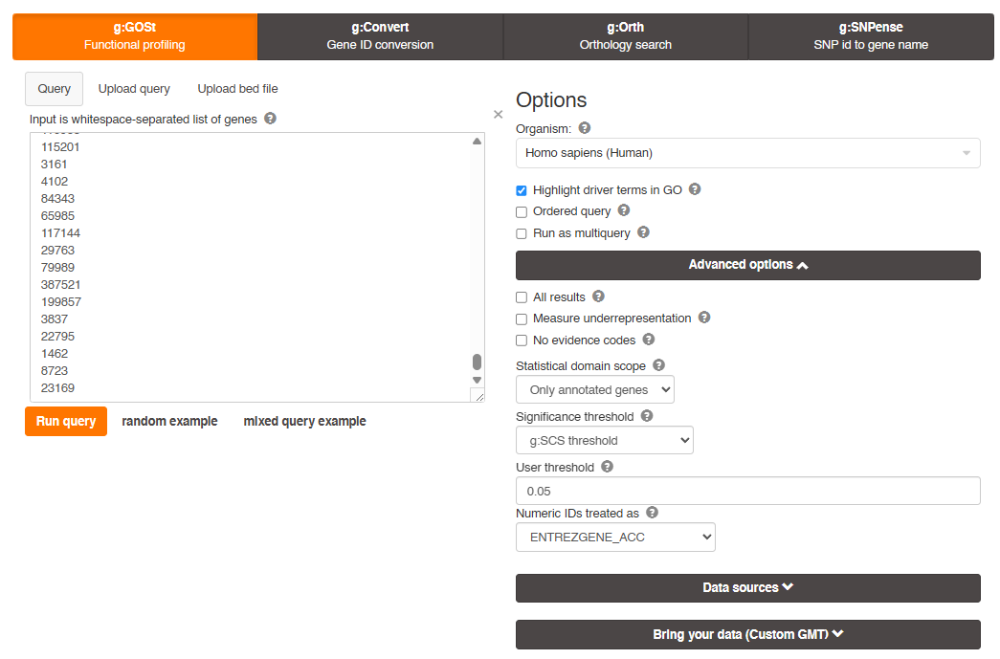 g:GOSt
Functional profiling
g:Convert
Gene ID conversion
g:Orth
Orthology search
g:SNPense
SNP id to gene name
Query
Upload query
Upload bed file
Input is whitespace-separated list of genes
115201
3161
4102
84343
65985
117144
29763
79989
387521
199857
3837
22795
1462
8723
23169
Run query
random example
mixed query example
Options
Organism:
Homo sapiens (Human)
Highlight driver terms in GO
Ordered query
Run as multiquery
Advanced options
All results
Measure underrepresentation
No evidence codes
Statistical domain scope
Only annotated genes
Significance threshold
g:SCS threshold
User threshold
0.05
Numeric IDs treated as
ENTREZGENE_ACC
Data sources
Bring your data (Custom GMT)